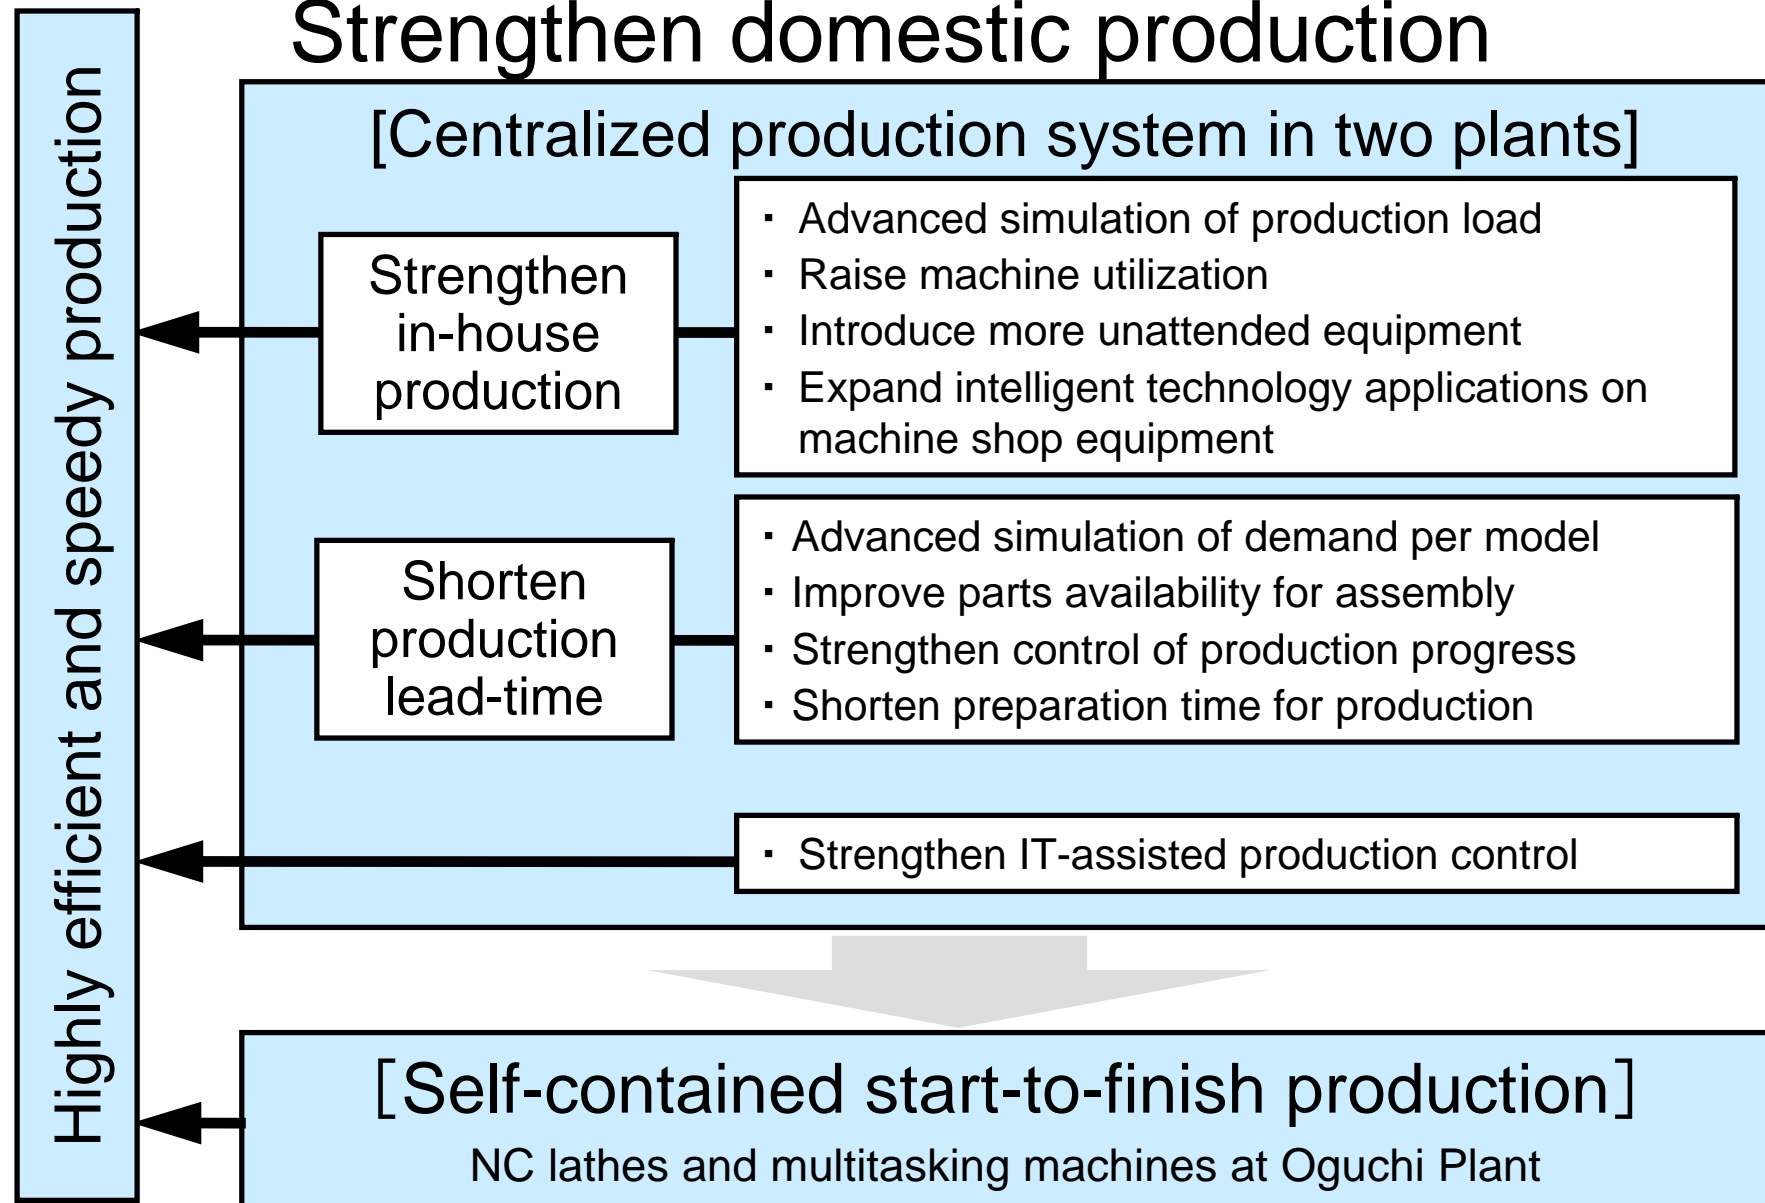 Strengthen domestic production
Highly efficient and speedy production
[Centralized production system in two plants]
Strengthen
in-house
production
・ Advanced simulation of production load
・ Raise machine utilization
・ Introduce more unattended equipment
・ Expand intelligent technology applications on
machine shop equipment
Shorten
production
lead-time
・ Advanced simulation of demand per model
・ Improve parts availability for assembly
・ Strengthen control of production progress
・ Shorten preparation time for production
・ Strengthen IT-assisted production control
［Self-contained start-to-finish production］
NC lathes and multitasking machines at Oguchi Plant